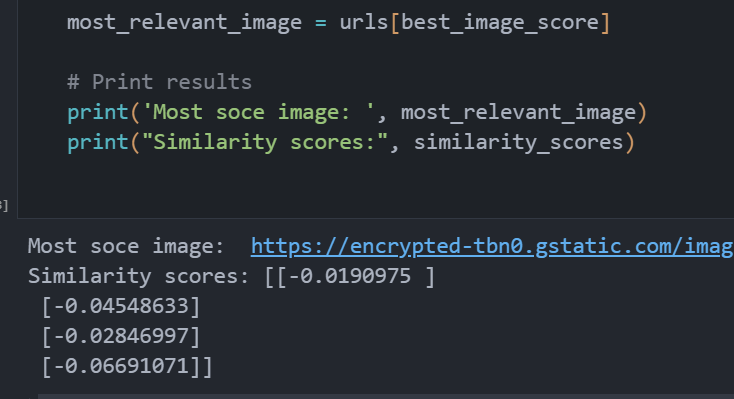 most_relevant_image = urls[best_image_score]
# Print results
print('Most soce image: ', most_relevant_image)
print("Similarity scores:", similarity_scores)
]
Most soce image:  https://encrypted-tbn0.gstatic.com/imag
Similarity scores: [[-0.0190975 ]
[-0.04548633]
[-0.02846997]
[-0.06691071]]